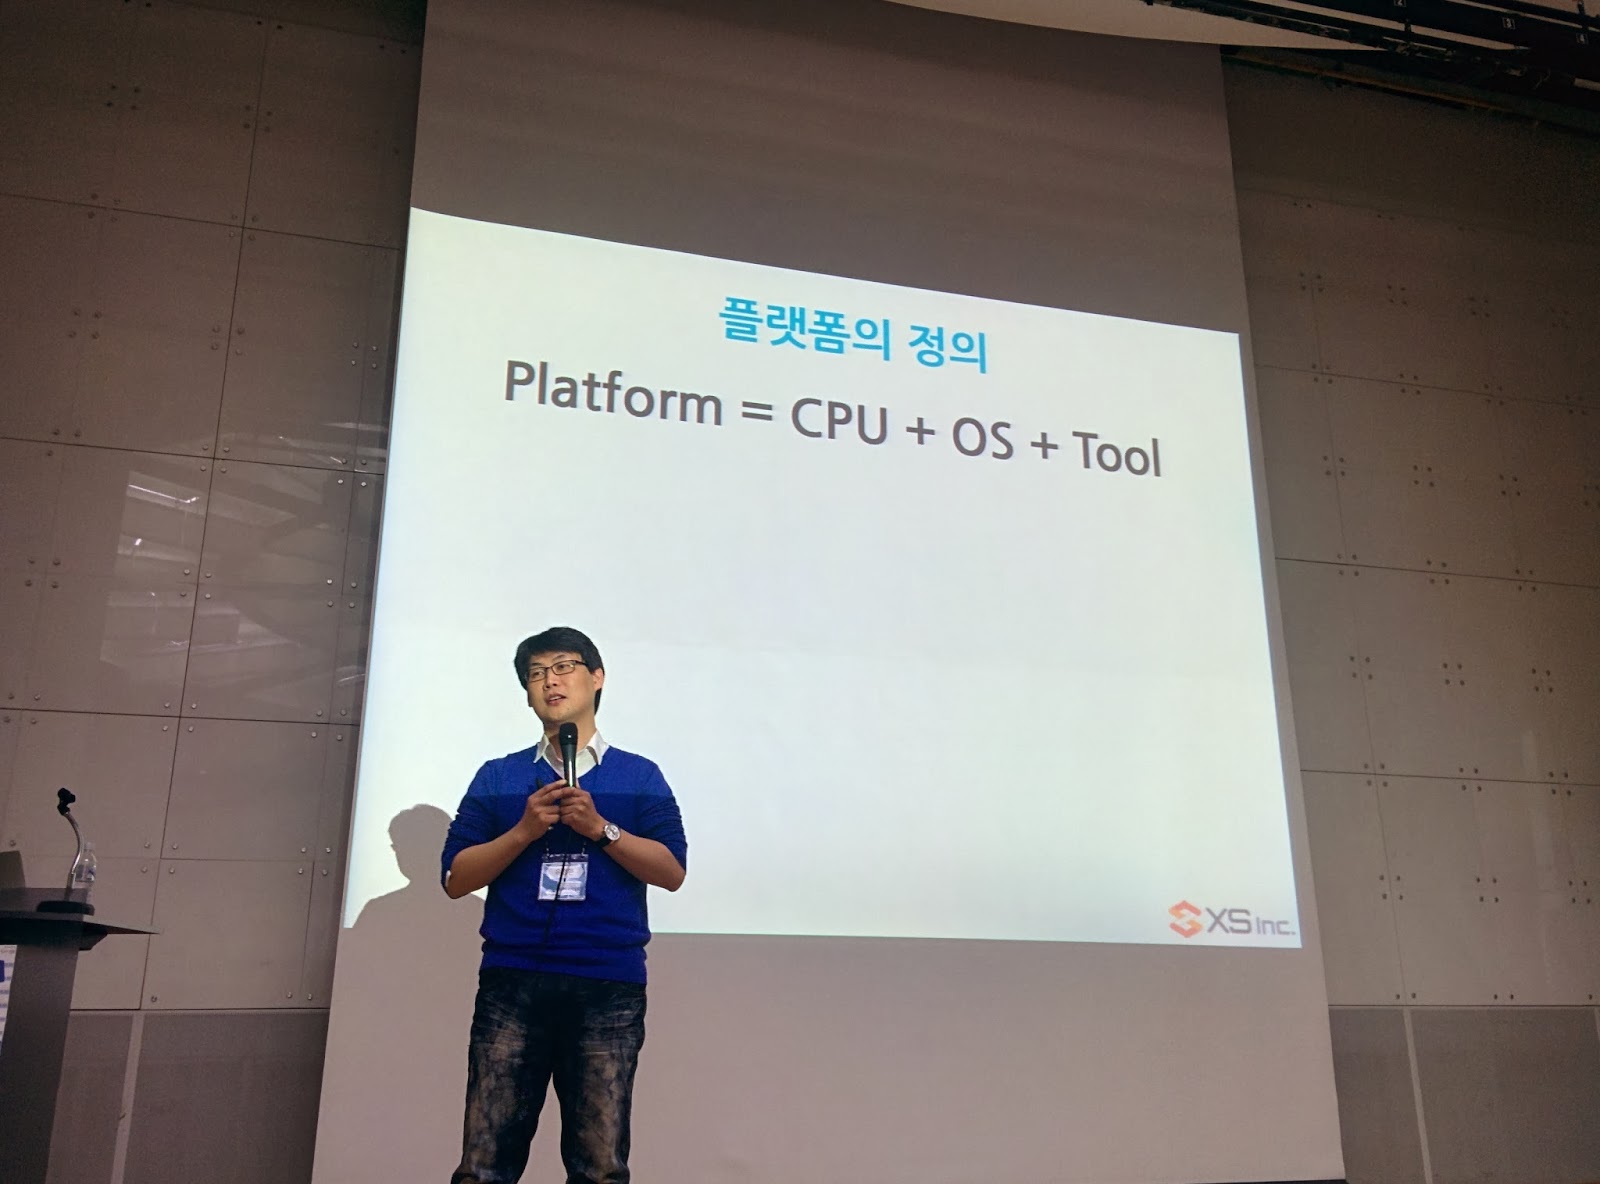 플랫폼의 정의
Platform = CPU + OS + Tool
XS Inc.